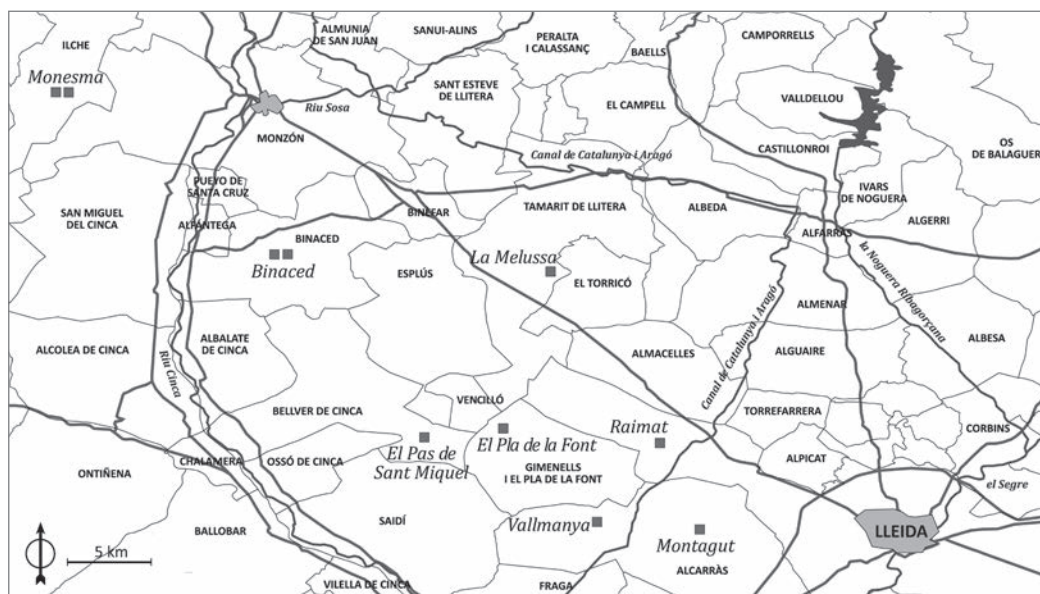 ILCHE
Monesma
ALMUNIA
DE SAN JUAN
SANUI-ALINS
PERALTA
I CALASSANÇ
BAELLS
CAMPORRELLS
Riu Sosa
SANT ESTEVE
DE LLITERA
EL CAMPELL
VALLDELLOU
MONZÓN
Canal de Catalunya i Aragó
CASTILLONROI
OS
DE BALAGUER
PUEYO DE
SANTA CRUZ
IVARS
DE NOGUERA
SAN MIGUEL
DEL CINCA
ALFÁNTEGA
BINÉFAR
TAMARIT DE LLITERA
ALBEDA
ALGERRI
ALFARRÀS
BINACED
Binaced
ESPLÚS
La Melussa
EL TORRICÓ
la Noguera Ribagorçana
ALMENAR
ALCOLEA DE CINCA
ALBALATE
DE CINCA
Riu Cinca
ALMACELLES
Canal de Catalunya i Aragó
ALGUAIRE
ALBESA
VENCILLÓ
BELLVER DE CINCA
TORREFARRERA
El Pas de
Sant Miquel
El Pla de la Font
Raimat
CORBINS
ONTIÑENA
CHALAMERA
OSSÓ DE CINCA
GIMENELLS
I EL PLA DE LA FONT
ALPICAT
el Segre
BALLOBAR
SAIDÍ
Vallmanya
Montagut
LLEIDA
5 km
ALCARRÀS
VILELLA DE CINCA
FRAGA